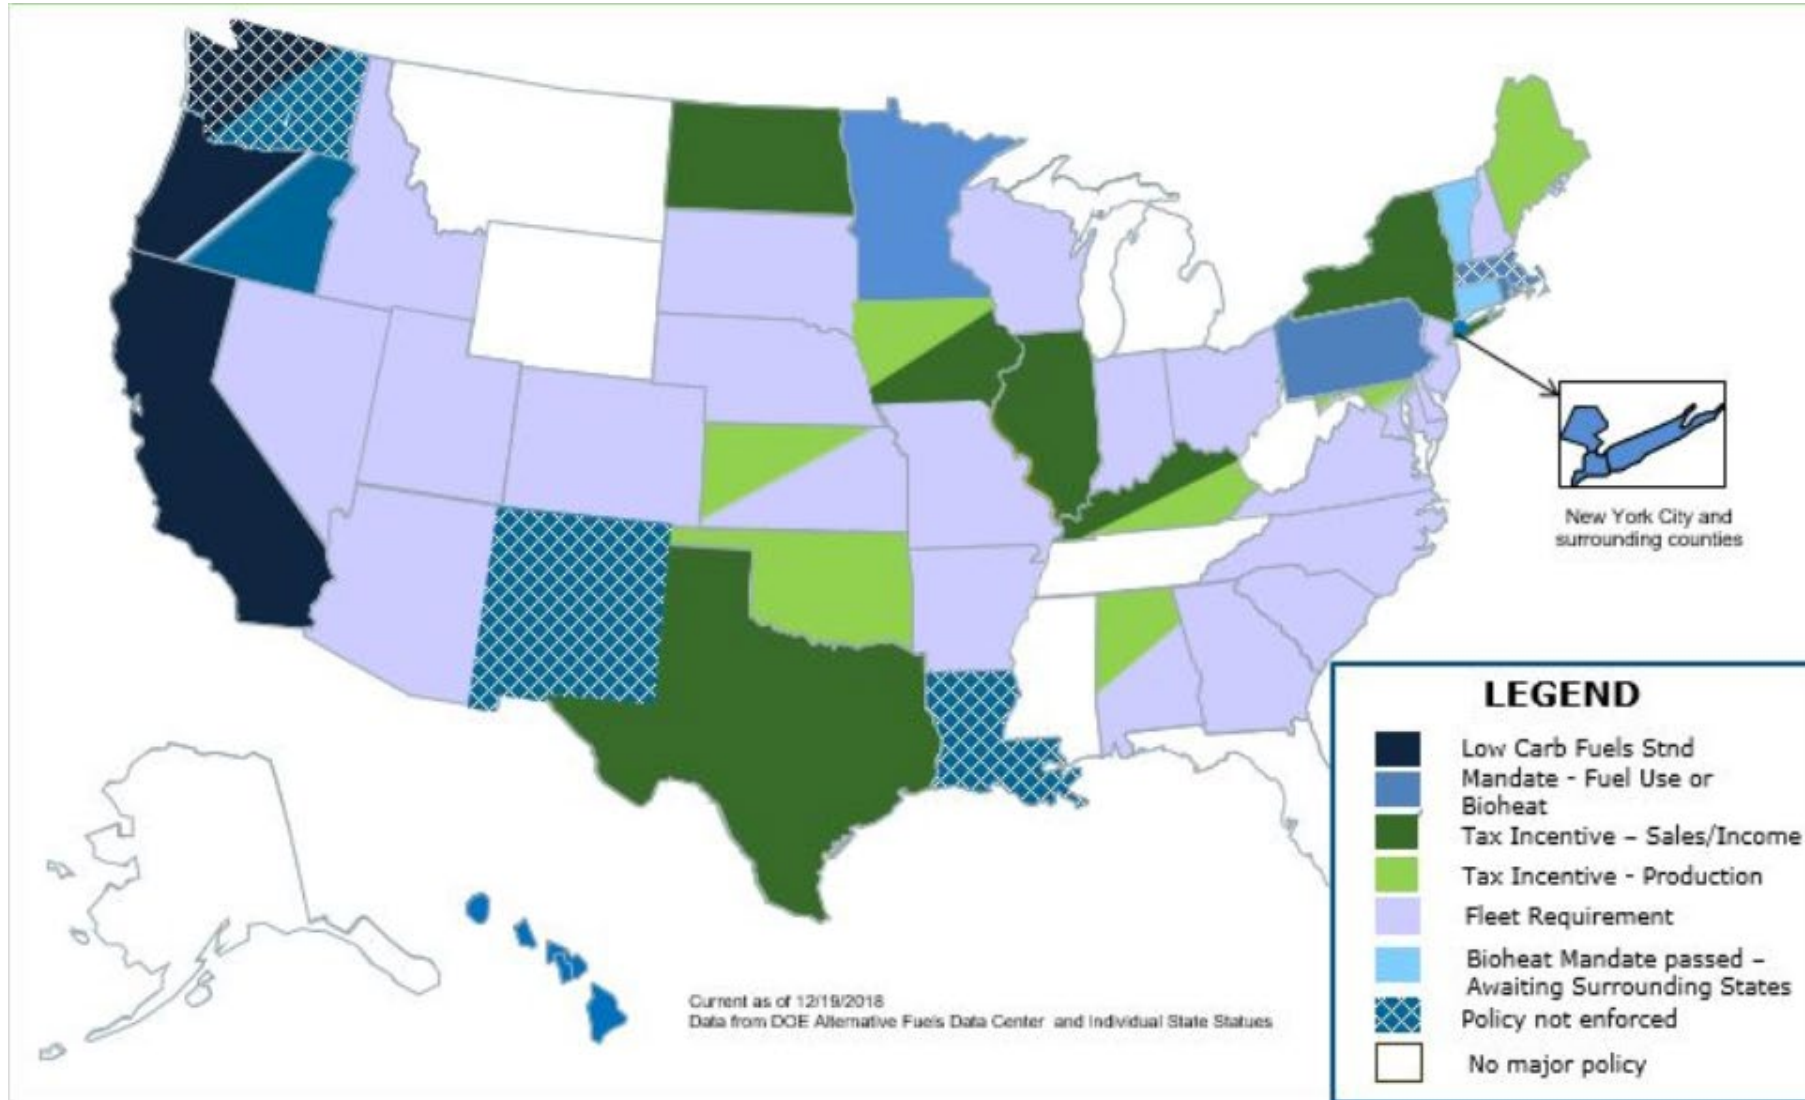 New York City and
surrounding counties
LEGEND
Low Carb Fuels Stnd
Mandate - Fuel Use or
Bioheat
Tax Incentive – Sales/Income
Tax Incentive - Production
Fleet Requirement
Bioheat Mandate passed –
Awaiting Surrounding States
Policy not enforced
No major policy
Current as of 12/19/2018
Data from DOE Alternative Fuels Data Center and Individual State Statues